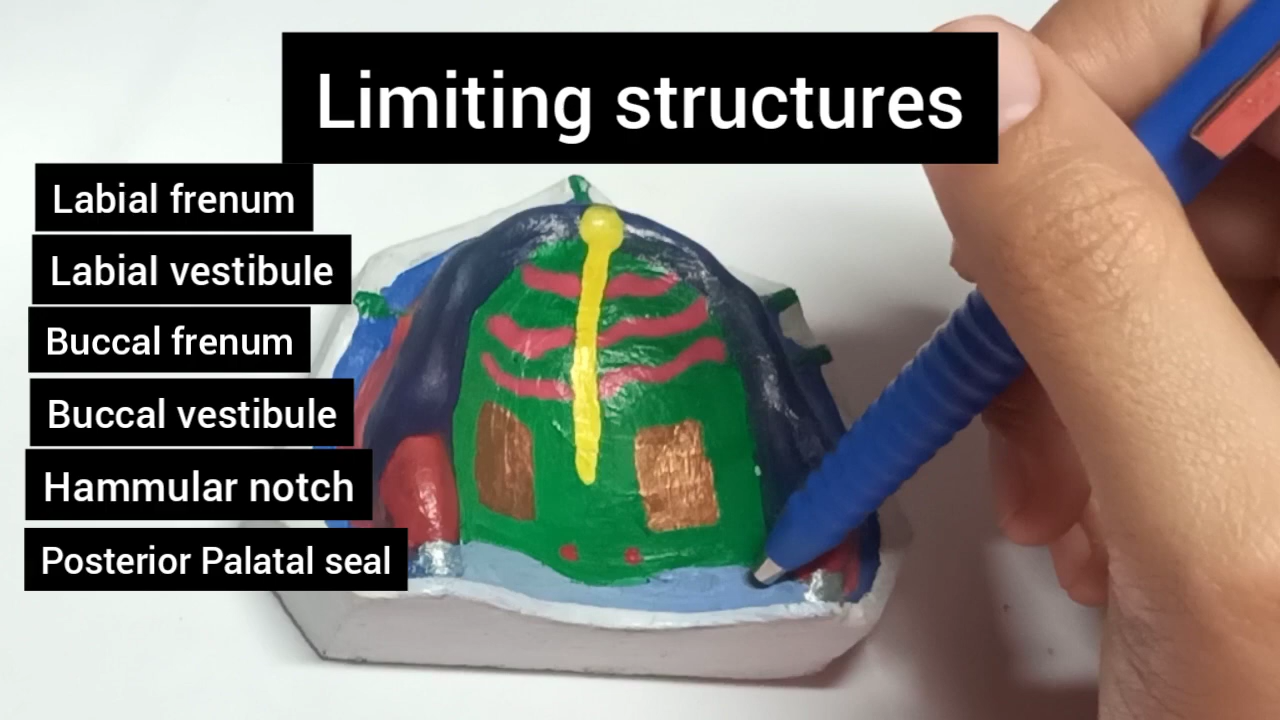 Limiting structures
Labial frenum
Labial vestibule
Buccal frenum
Buccal vestibule
Hammular notch
Posterior Palatal seal